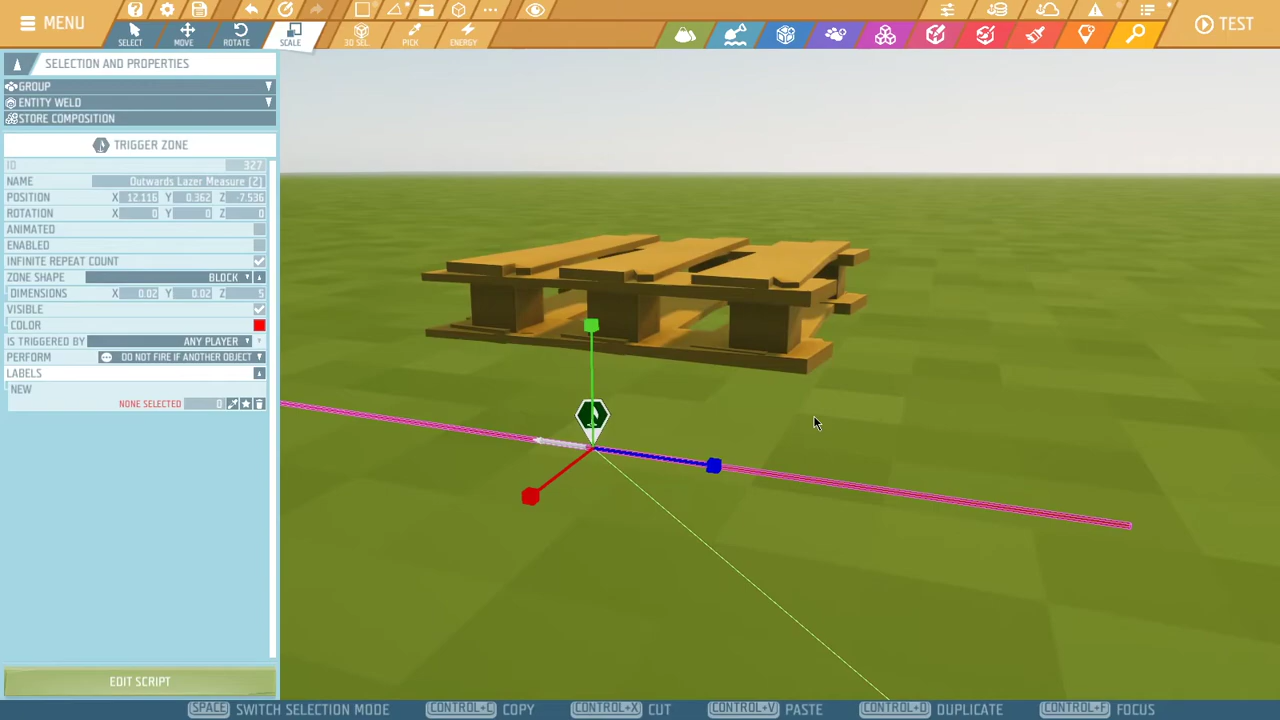 MENU
SELECT
MOVE
ROTATE
SCALE
3D SEL.
PICK
ENERGY
TEST
SELECTION AND PROPERTIES
GROUP
ENTITY WELD
STORE COMPOSITION
TRIGGER ZONE
ID 327
NAME Outwards Lazer Measure [Z]
POSITION X 12.116 Y 0.362 Z -7.536
ROTATION X 0 Y 0 Z 0
ANIMATED
ENABLED
INFINITE REPEAT COUNT
ZONE SHAPE BLOCK
DIMENSIONS X 0.02 Y 0.02 Z 5
VISIBLE
COLOR
IS TRIGGERED BY ANY PLAYER
PERFORM DO NOT FIRE IF ANOTHER OBJECT
LABELS
NEW
NONE SELECTED 0
EDIT SCRIPT
SPACE SWITCH SELECTION MODE CONTROL+C COPY CONTROL+X CUT CONTROL+V PASTE CONTROL+D DUPLICATE CONTROL+F FOCUS